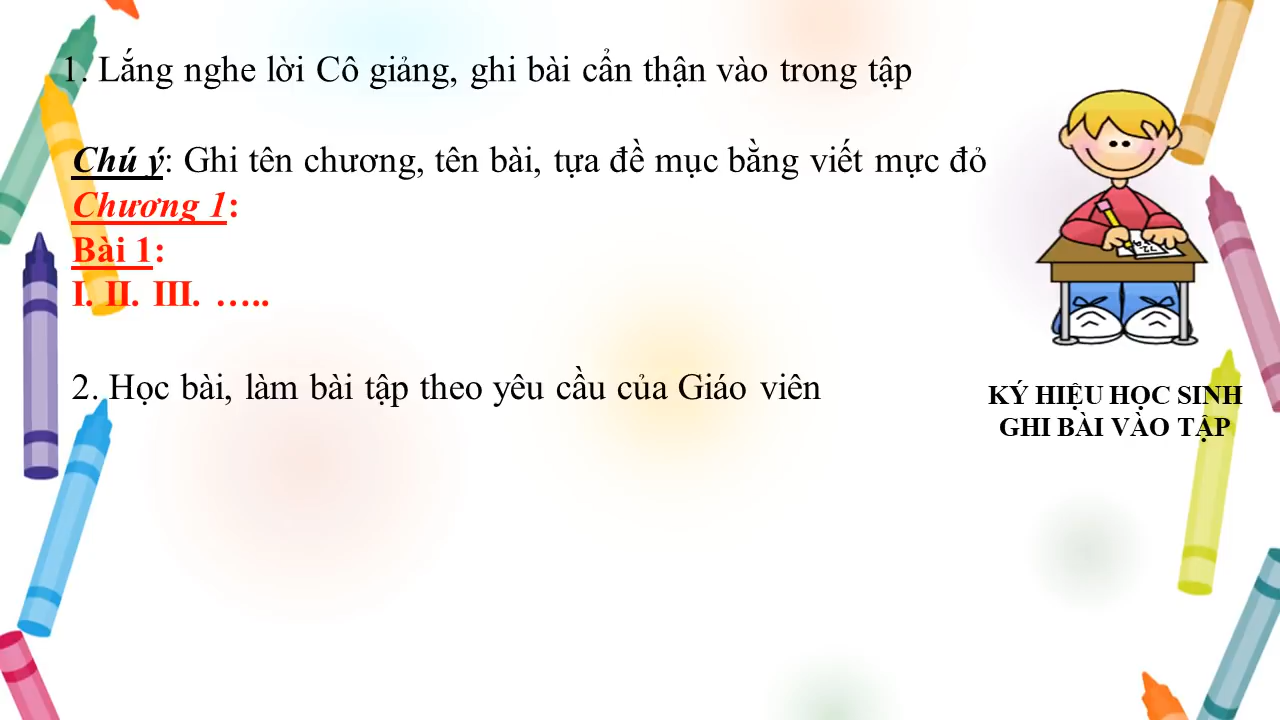 1. Lắng nghe lời Cô giảng, ghi bài cẩn thận vào trong tập
Chú ý: Ghi tên chương, tên bài, tựa đề mục bằng viết mực đỏ
Chương 1:
Bài 1:
I. II. III. …..
2. Học bài, làm bài tập theo yêu cầu của Giáo viên
KÝ HIỆU HỌC SINH
GHI BÀI VÀO TẬP